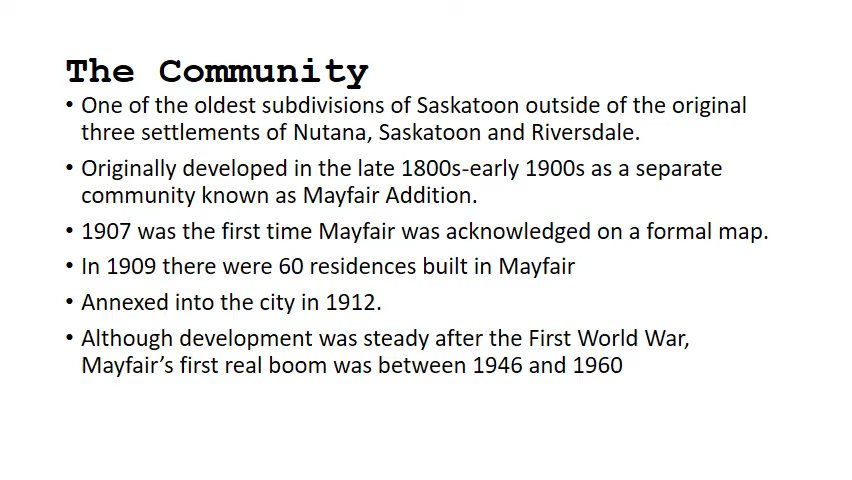 The Community
• One of the oldest subdivisions of Saskatoon outside of the original
three settlements of Nutana, Saskatoon and Riversdale.
• Originally developed in the late 1800s-early 1900s as a separate
community known as Mayfair Addition.
• 1907 was the first time Mayfair was acknowledged on a formal map.
• In 1909 there were 60 residences built in Mayfair
• Annexed into the city in 1912.
• Although development was steady after the First World War,
Mayfair’s first real boom was between 1946 and 1960